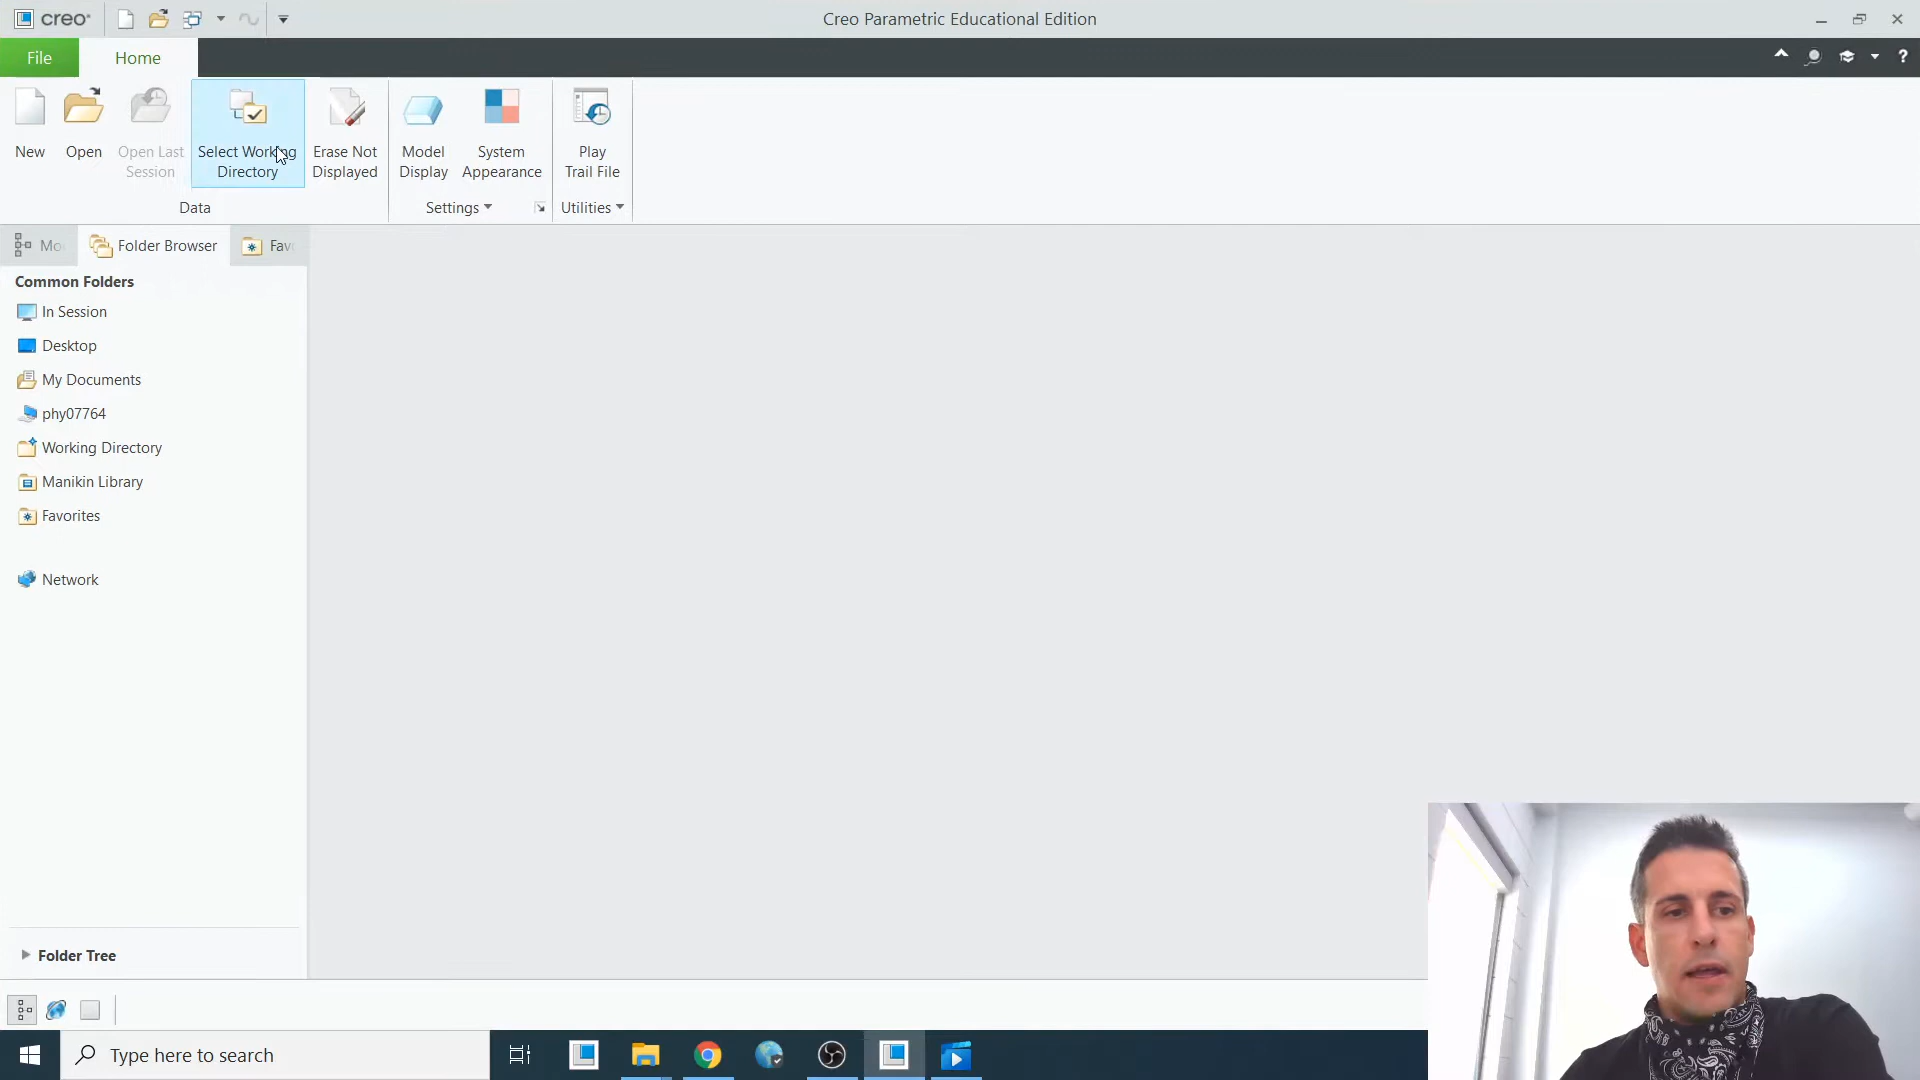 creo
Creo Parametric Educational Edition
File
Home
New
Open
Open Last
Session
Select Working
Directory
Erase Not
Displayed
Model
Display
System
Appearance
Play
Trail File
Data
Settings
Utilities
Mo
Folder Browser
Fav
Common Folders
In Session
Desktop
My Documents
phy07764
Working Directory
Manikin Library
Favorites
Network
Folder Tree
Type here to search